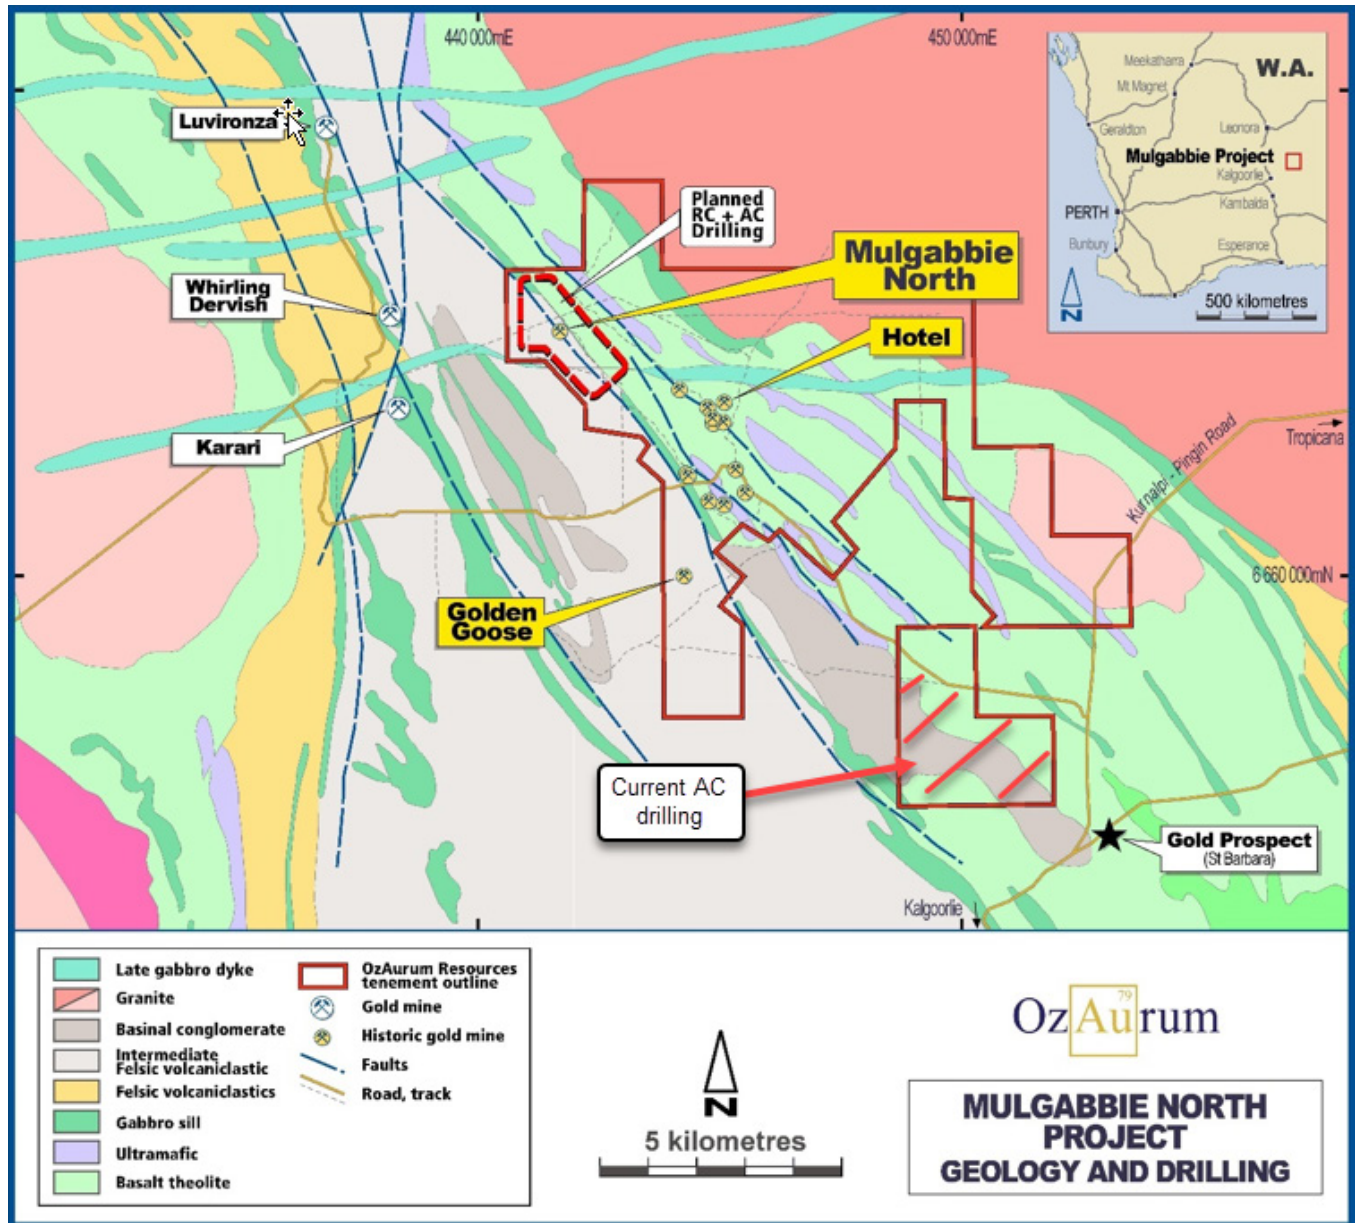 440 000mE
450 000mE
W.A.
Meekatharra
Mt Magnet
Geraldton
Leonora
Mulgabbie Project
Kalgoorlie
Kambalda
PERTH
Bunbury
Esperance
N
500 kilometres
Luvironza
Planned
RC + AC
Drilling
Mulgabbie
North
Whirling
Dervish
Hotel
Karari
Kurnalpi - Pingin Road
Tropicana
6 660 000mN
Golden
Goose
Current AC
drilling
Gold Prospect
(St Barbara)
Kalgoorlie
Late gabbro dyke
Granite
Basinal conglomerate
Intermediate
Felsic volcaniclastic
Felsic volcaniclastics
Gabbro sill
Ultramafic
Basalt theolite
OzAurum Resources
tenement outline
Gold mine
Historic gold mine
Faults
Road, track
N
5 kilometres
79
OzAurum
MULGABBIE NORTH
PROJECT
GEOLOGY AND DRILLING